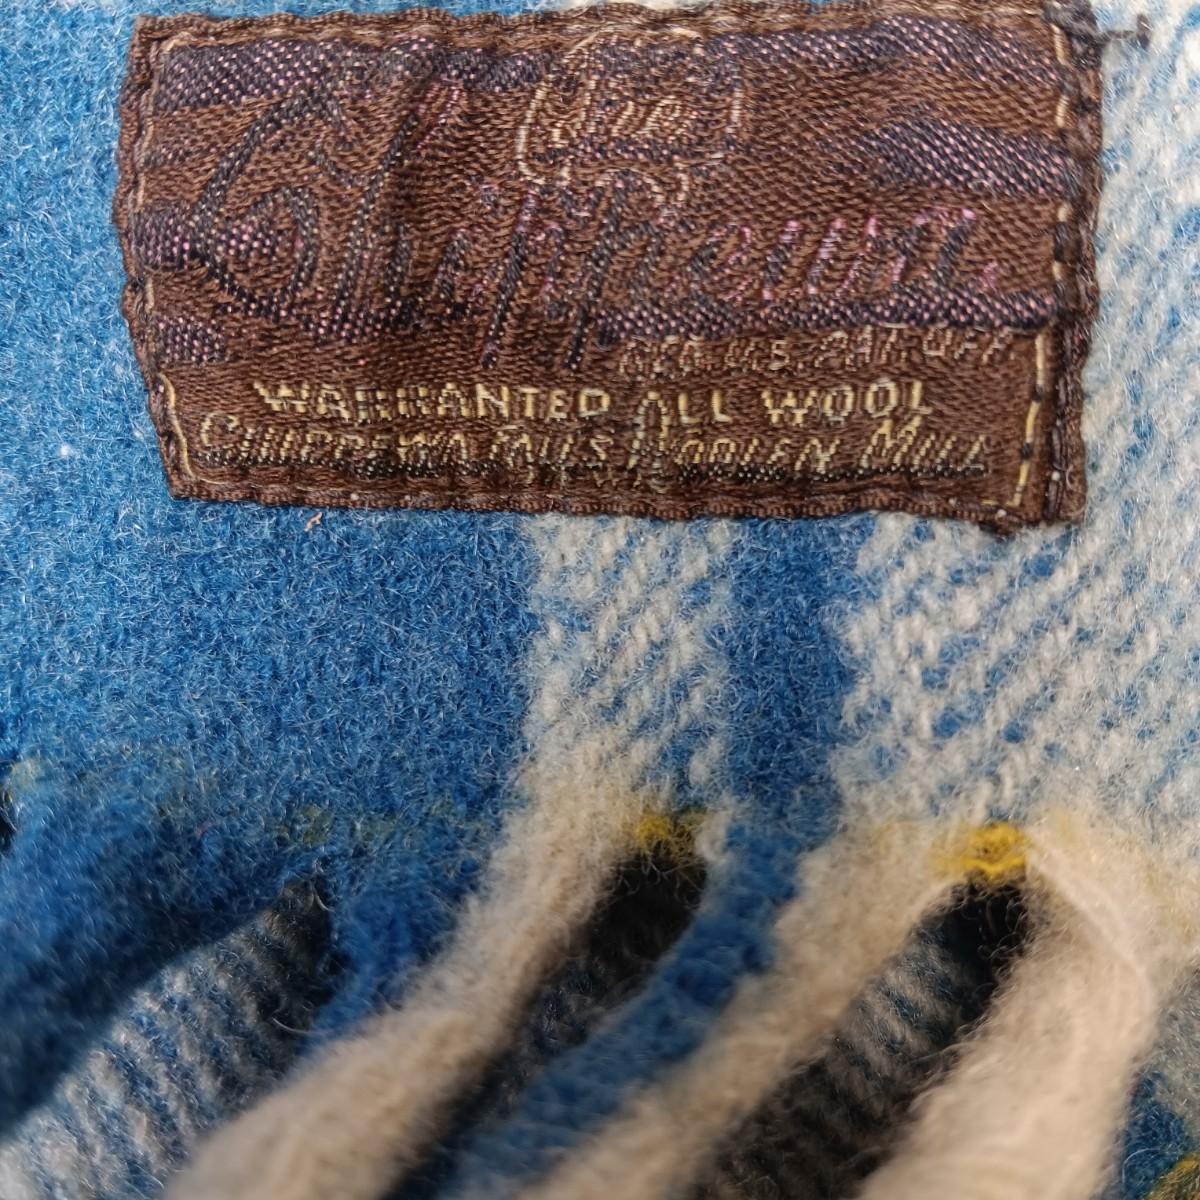 The
Chippewa
REG. U.S. PAT. OFF.
WARRANTED ALL WOOL
CHIPPEWA FALLS WOOLEN MILL